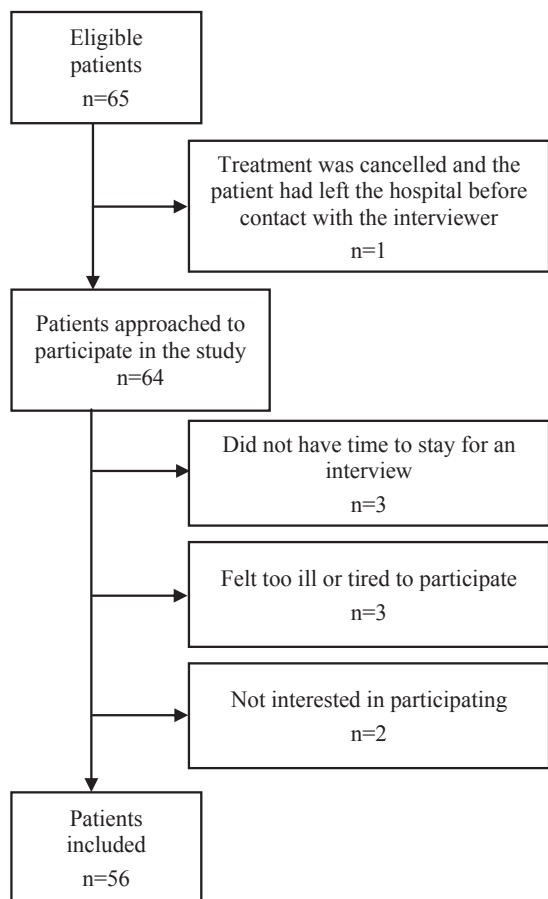 Eligible
patients
n=65
Treatment was cancelled and the
patient had left the hospital before
contact with the interviewer
n=1
Patients approached to
participate in the study
n=64
Did not have time to stay for an
interview
n=3
Felt too ill or tired to participate
n=3
Not interested in participating
n=2
Patients
included
n=56